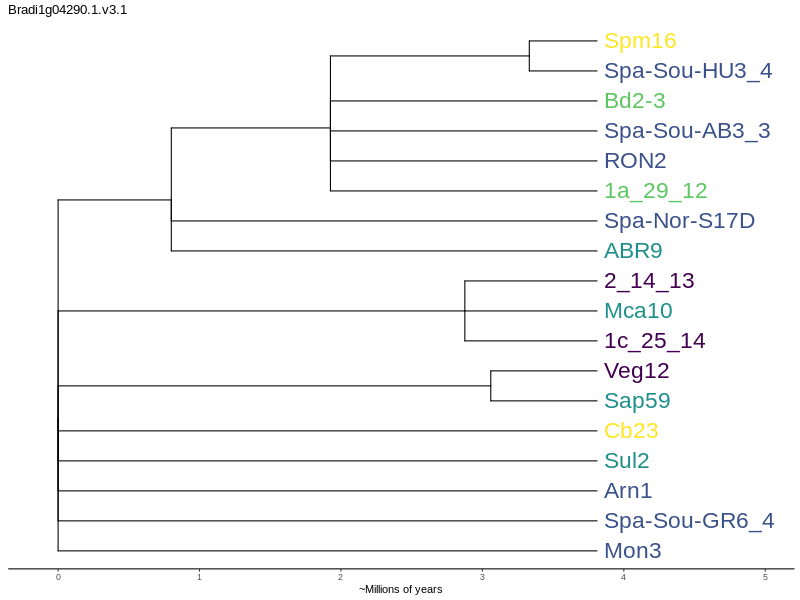 Bradi1g04290.1.v3.1
Spm16
Spa-Sou-HU3_4
Bd2-3
Spa-Sou-AB3_3
RON2
1a_29_12
Spa-Nor-S17D
ABR9
2_14_13
Mca10
1c_25_14
Veg12
Sap59
Cb23
Sul2
Arn1
Spa-Sou-GR6_4
Mon3
0 1 2 3 4 5
~Millions of years